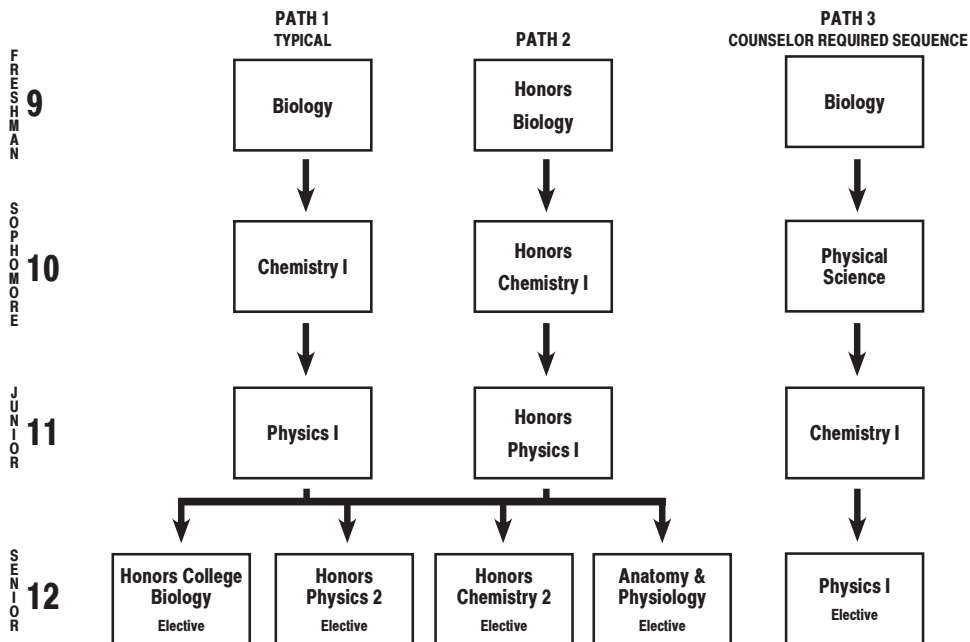 PATH 1
TYPICAL
PATH 2
PATH 3
COUNSELOR REQUIRED SEQUENCE
FRESHMAN
9
Biology
Honors
Biology
Biology
SOPHOMORE
10
Chemistry I
Honors
Chemistry I
Physical
Science
JUNIOR
11
Physics I
Honors
Physics I
Chemistry I
SENIOR
12
Honors College
Biology
Elective
Honors
Physics 2
Elective
Honors
Chemistry 2
Elective
Anatomy &
Physiology
Elective
Physics I
Elective